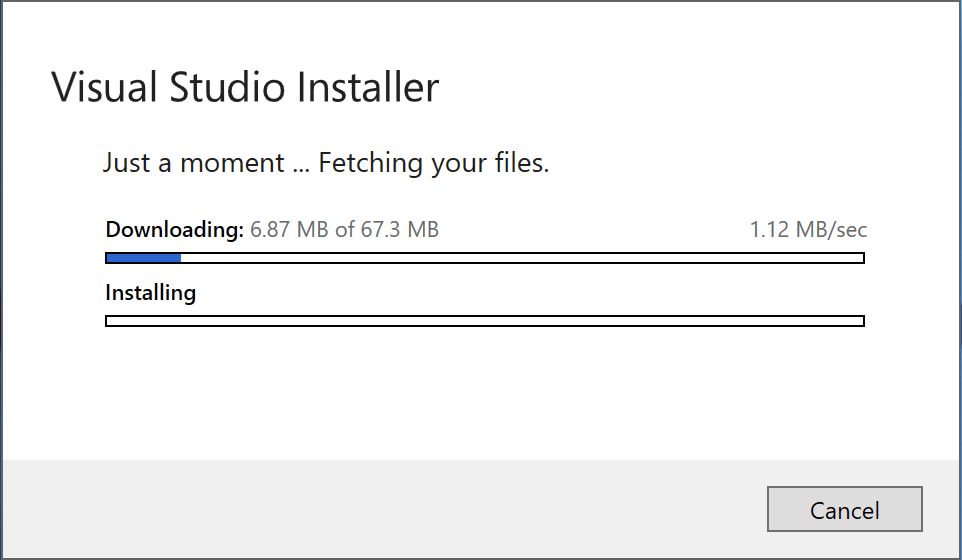 Visual Studio Installer
Just a moment ... Fetching your files.
Downloading: 6.87 MB of 67.3 MB 1.12 MB/sec
Installing
Cancel